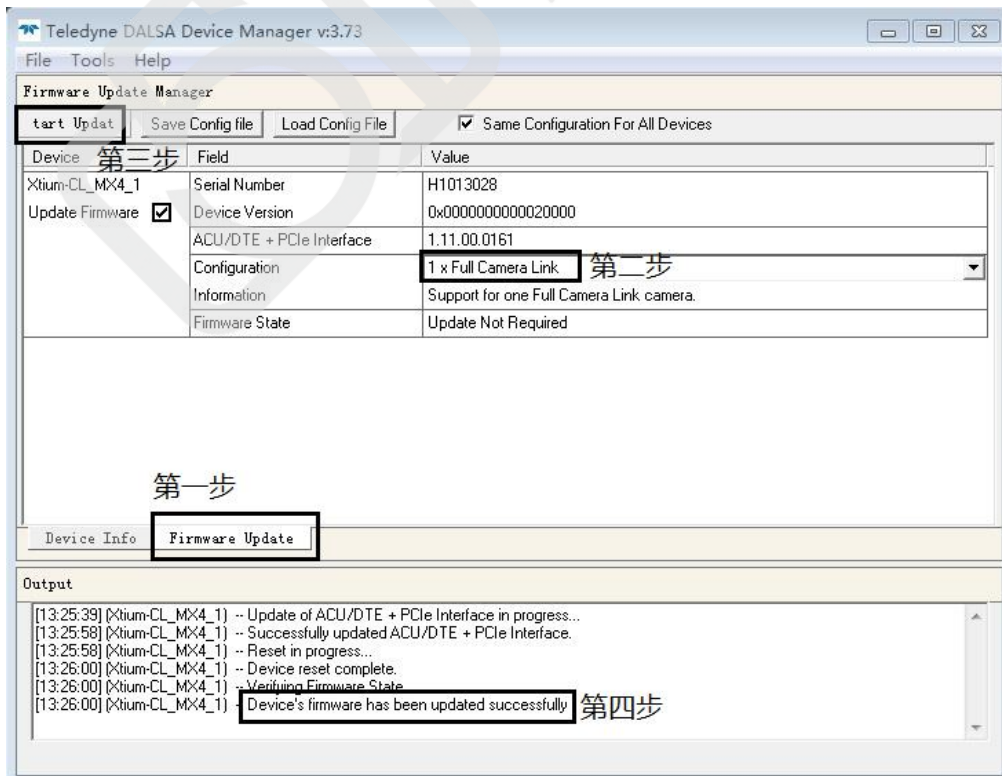 Teledyne DALSA Device Manager v:3.73
File Tools Help
Firmware Update Manager
tart Updat Save Config file Load Config File Same Configuration For All Devices
Device 第三步 Field Value
Xtium-CL_MX4_1 Serial Number H1013028
Update Firmware Device Version 0x0000000000020000
ACU/DTE + PCIe Interface 1.11.00.0161
Configuration 1 x Full Camera Link 第二步
Information Support for one Full Camera Link camera.
Firmware State Update Not Required
第一步
Device Info Firmware Update
Output
[13:25:39] (Xtium-CL_MX4_1) -- Update of ACU/DTE + PCIe Interface in progress...
[13:25:58] (Xtium-CL_MX4_1) -- Successfully updated ACU/DTE + PCIe Interface.
[13:25:58] (Xtium-CL_MX4_1) -- Reset in progress...
[13:26:00] (Xtium-CL_MX4_1) -- Device reset complete.
[13:26:00] (Xtium-CL_MX4_1) -- Verifying Firmware State
[13:26:00] (Xtium-CL_MX4_1) - Device's firmware has been updated successfully 第四步